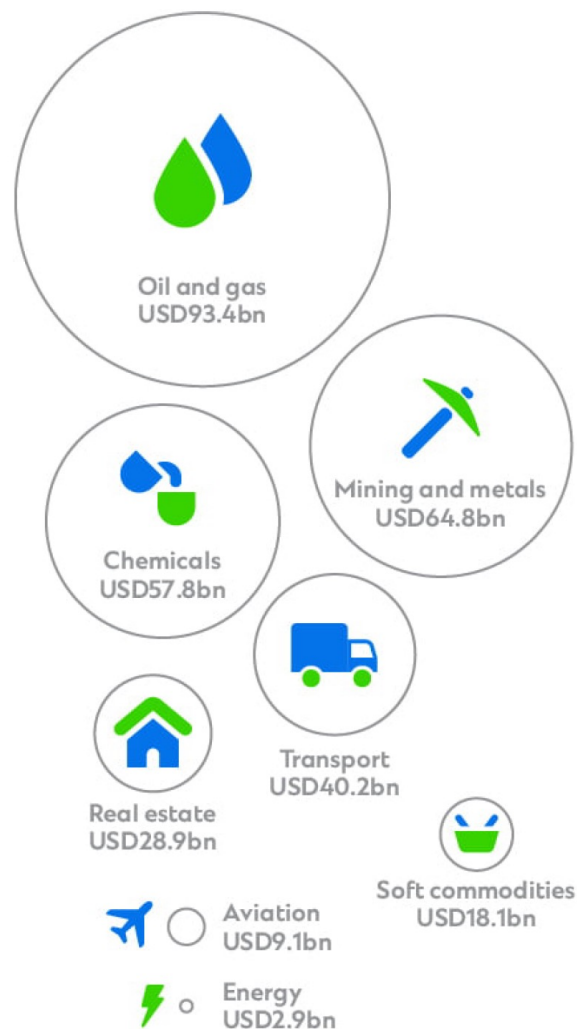 Oil and gas
USD93.4bn
Mining and metals
USD64.8bn
Chemicals
USD57.8bn
Transport
USD40.2bn
Real estate
USD28.9bn
Soft commodities
USD18.1bn
Aviation
USD9.1bn
Energy
USD2.9bn